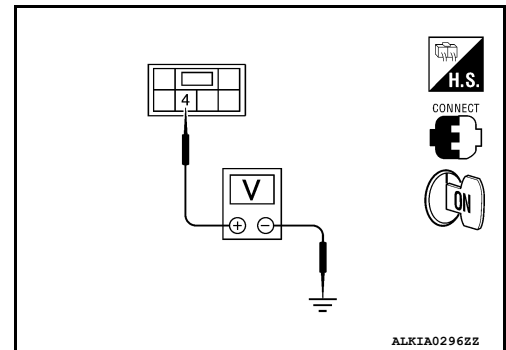 H.S.
CONNECT
4
V
+ −
ON
ALKIA0296ZZ